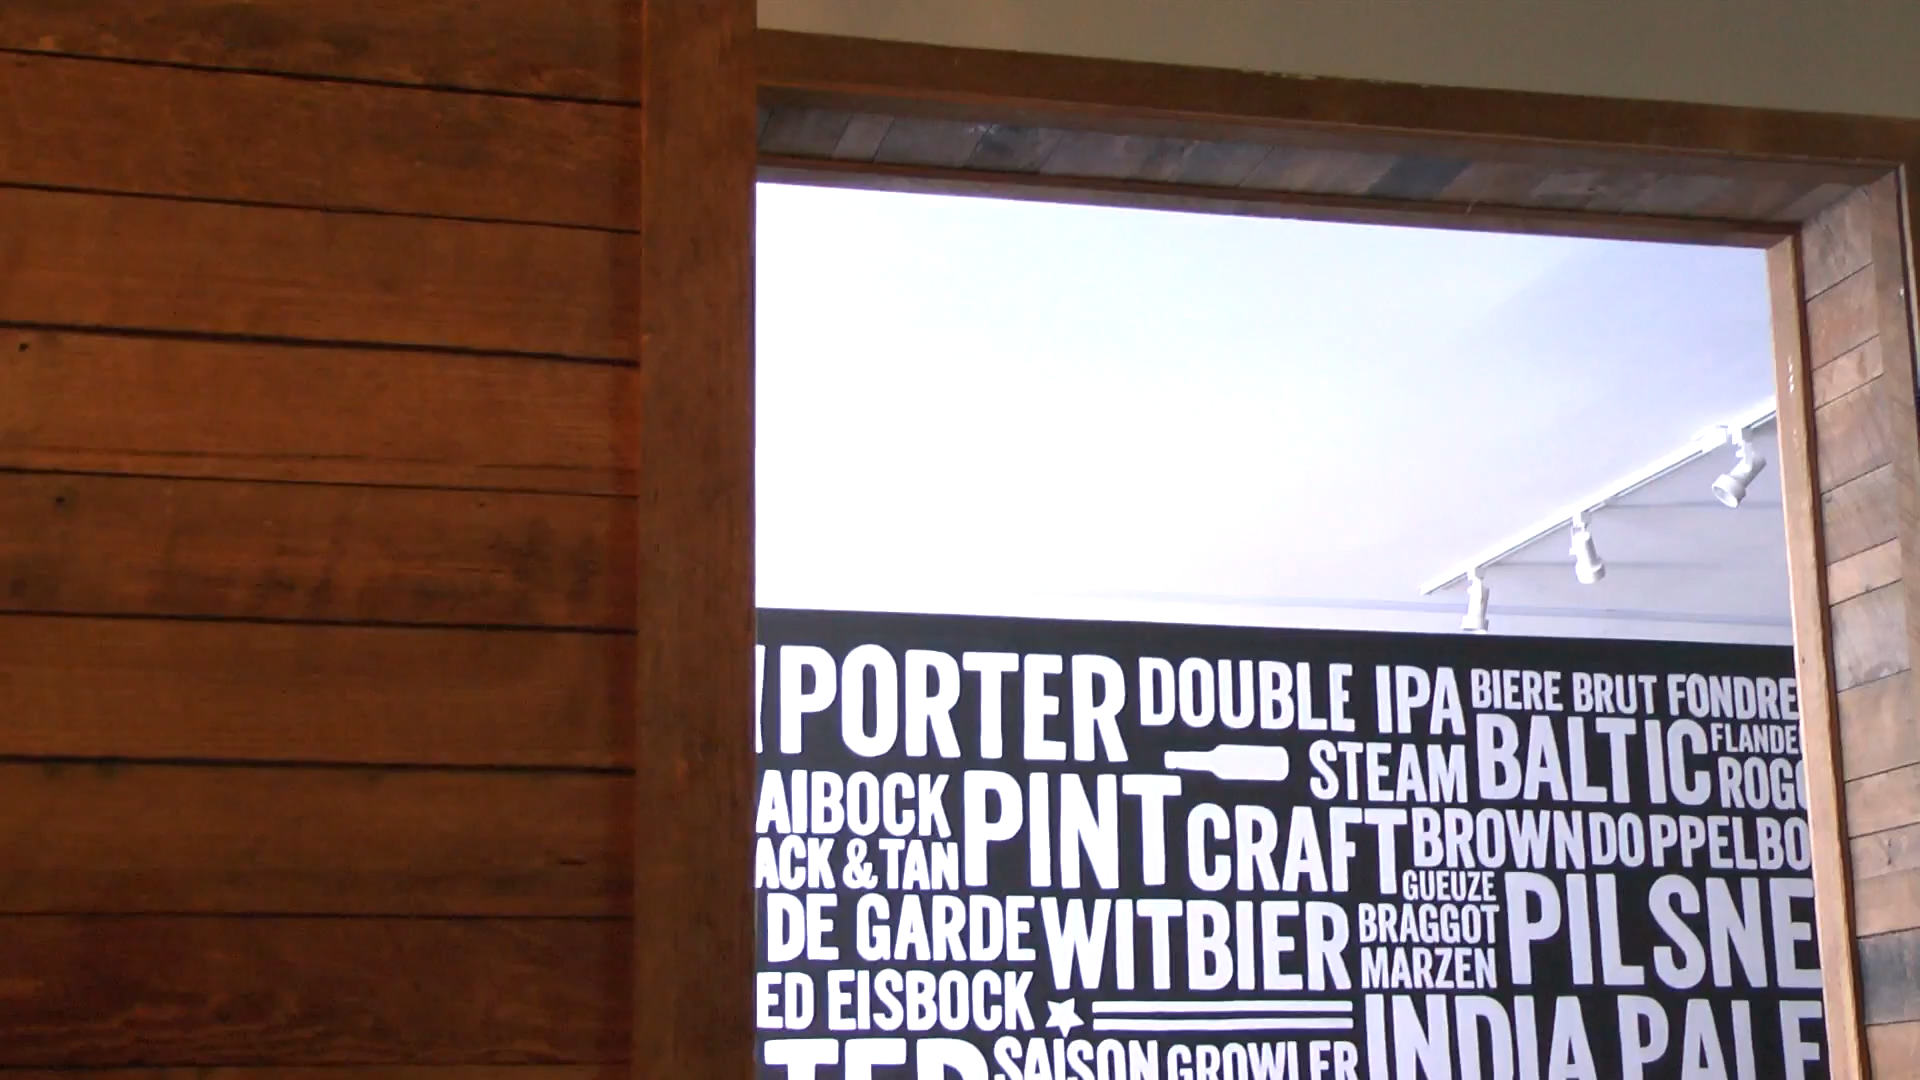 PORTER DOUBLE IPA BIERE BRUT FONDRE
STEAM BALTIC FLANDE
ROGG
AIBOCK PINT CRAFT BROWN DOPPELBO
ACK & TAN
GUEUZE
DE GARDE WITBIER BRAGGOT PILSNE
MARZEN
ED EISBOCK
INDIA PALE
TER SAISON GROWLER